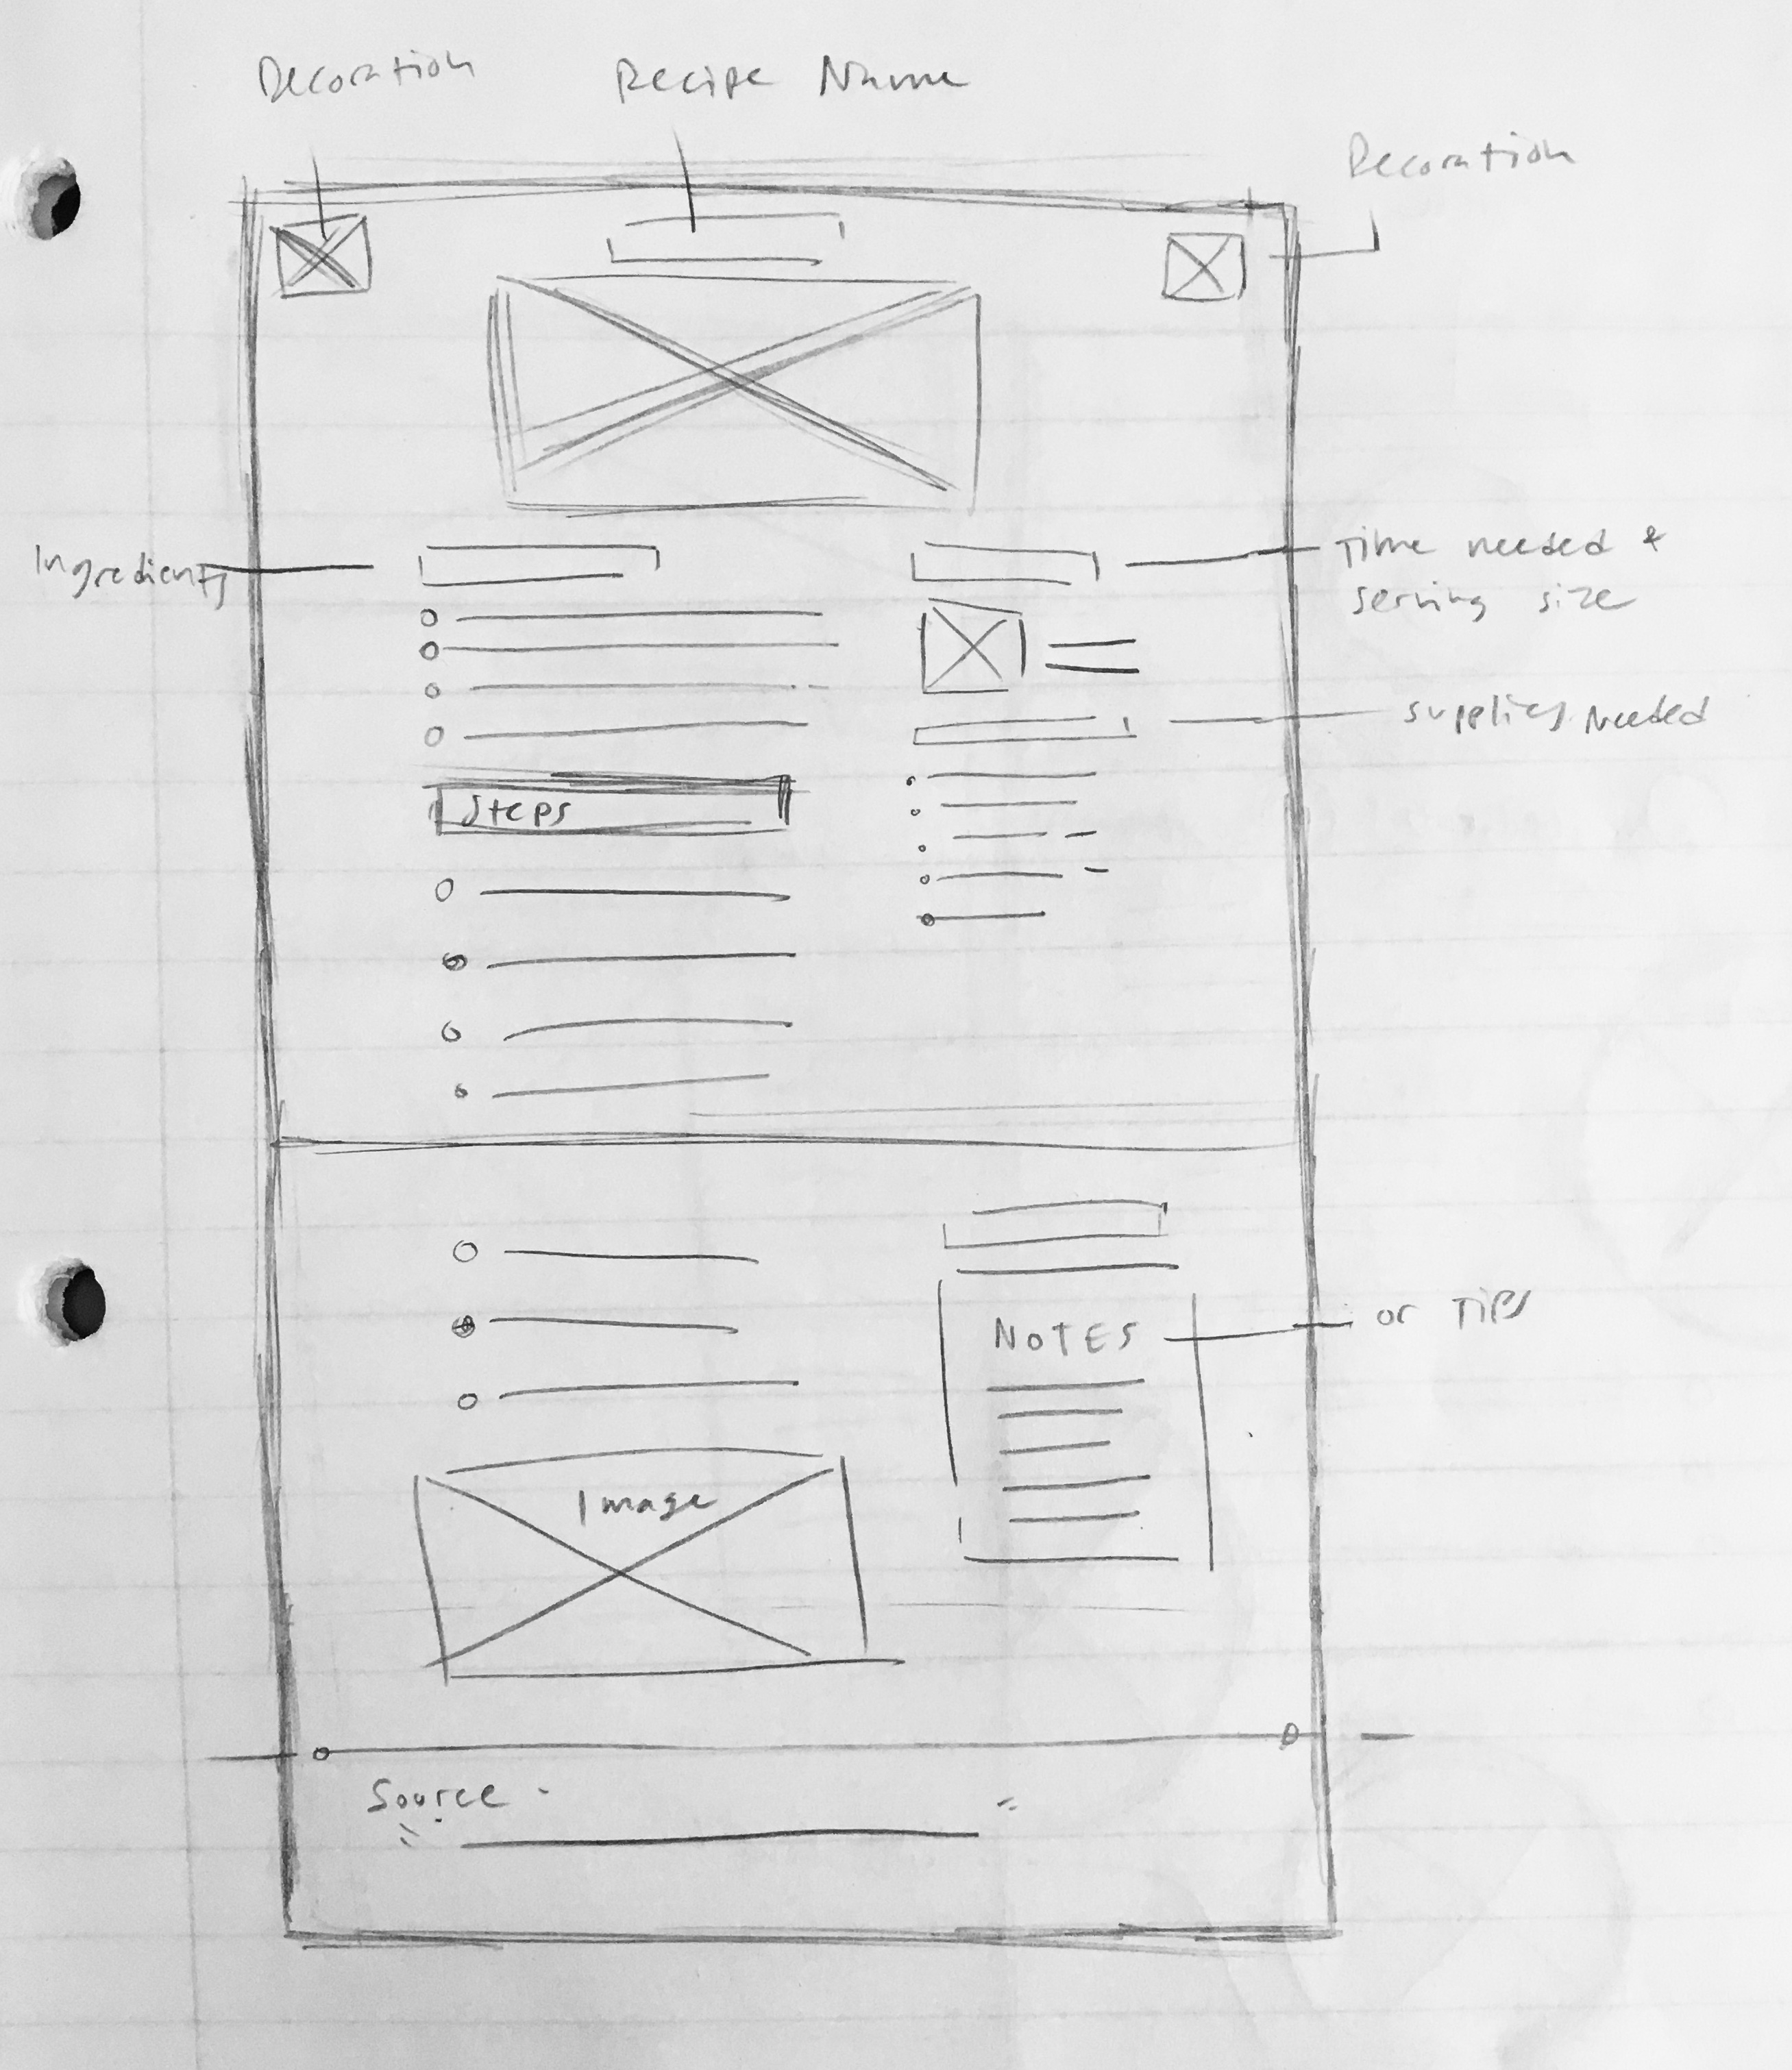 Decoration
Recipe Name
Decoration
Ingredients
Time needed &
serving size
supplies needed
Steps
NOTES
or TIPS
Image
Source -